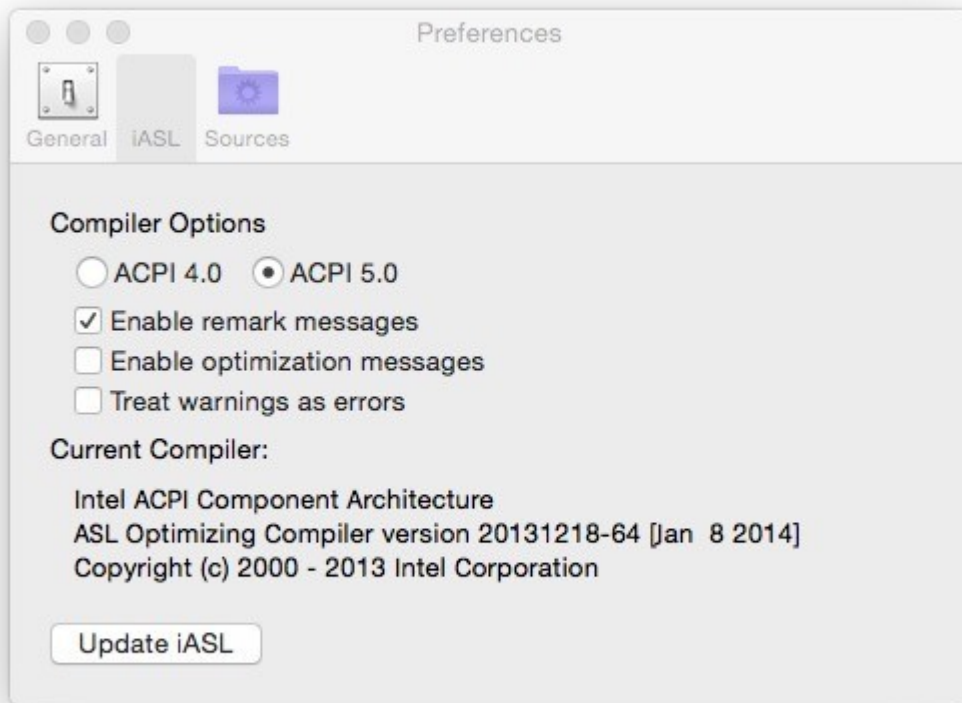 Preferences
General iASL Sources
Compiler Options
ACPI 4.0 ACPI 5.0
Enable remark messages
Enable optimization messages
Treat warnings as errors
Current Compiler:
Intel ACPI Component Architecture
ASL Optimizing Compiler version 20131218-64 [Jan  8 2014]
Copyright (c) 2000 - 2013 Intel Corporation
Update iASL